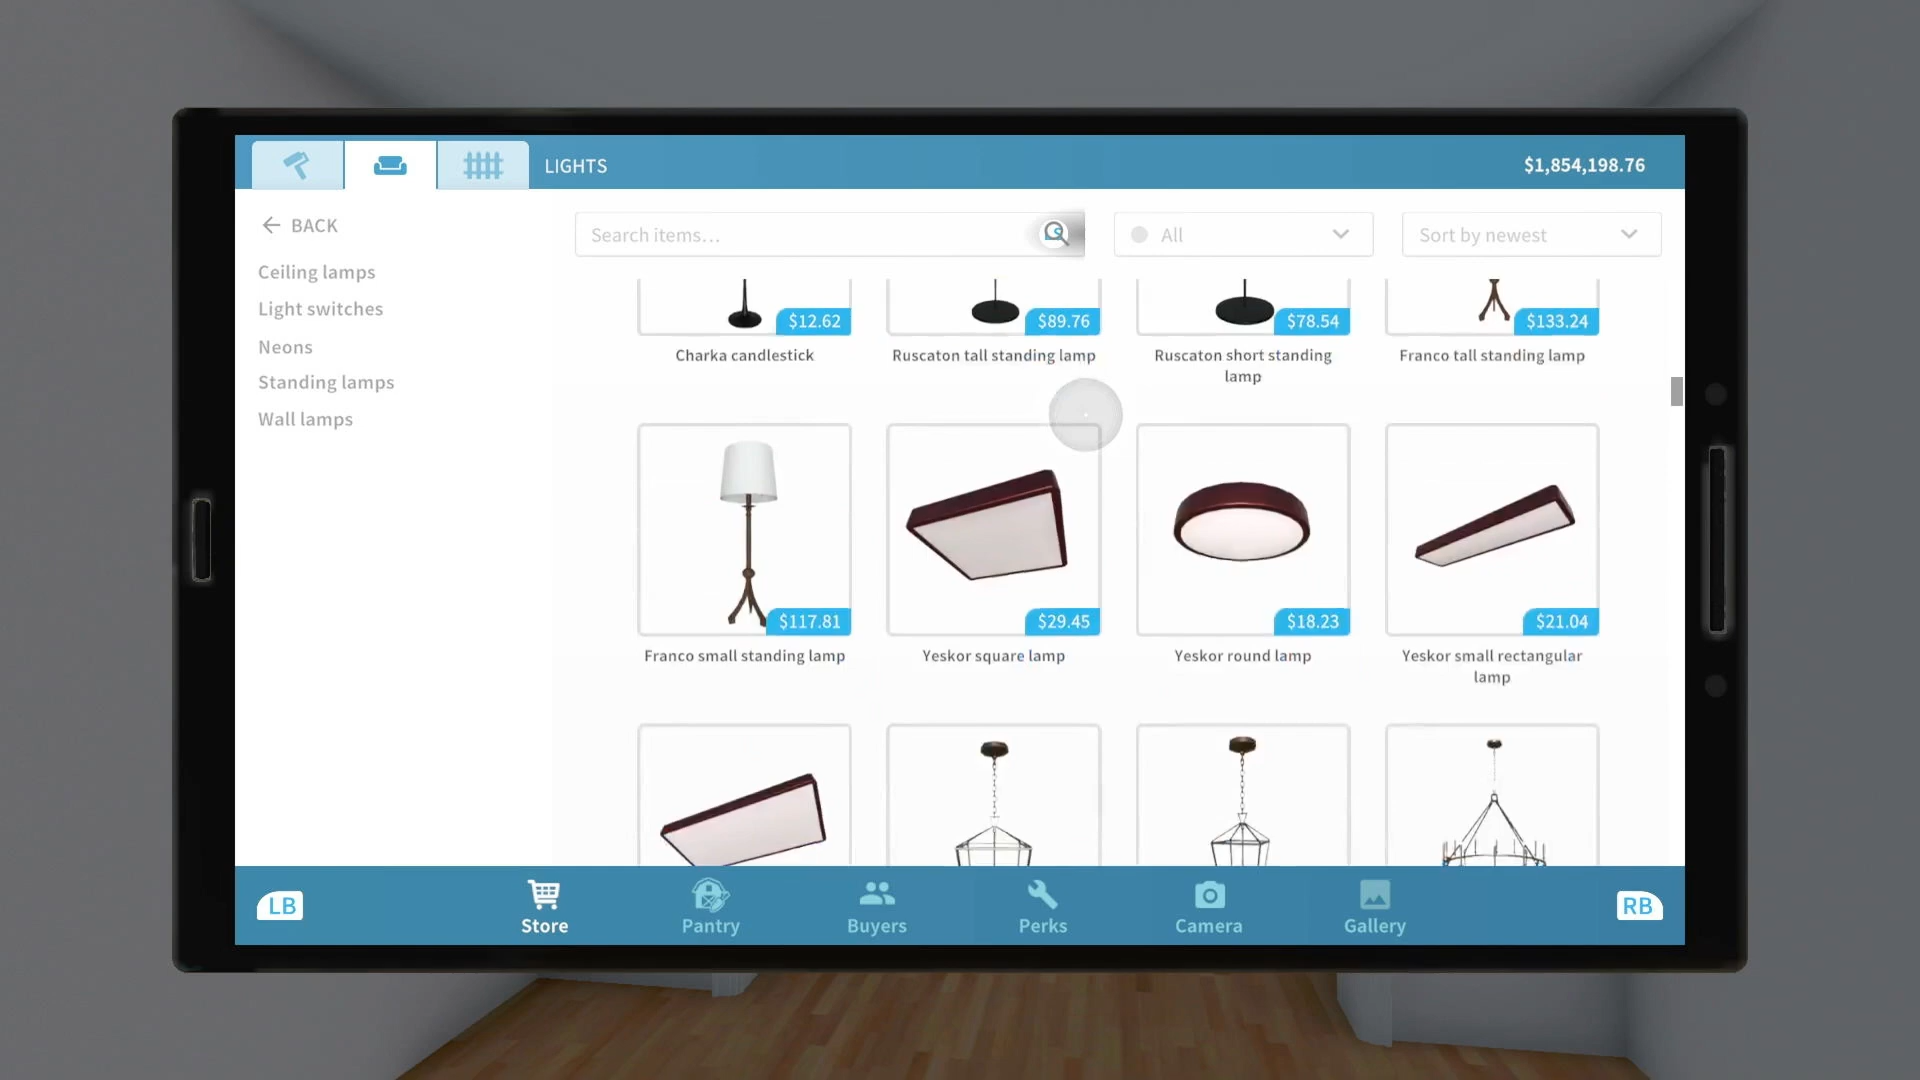 LIGHTS
$1,854,198.76
BACK
Search items...
All
Sort by newest
Ceiling lamps
Light switches
Neons
Standing lamps
Wall lamps
$12.62
$89.76
$78.54
$133.24
Charka candlestick
Ruscaton tall standing lamp
Ruscaton short standing
lamp
Franco tall standing lamp
$117.81
$29.45
$18.23
$21.04
Franco small standing lamp
Yeskor square lamp
Yeskor round lamp
Yeskor small rectangular
lamp
LB
Store
Pantry
Buyers
Perks
Camera
Gallery
RB